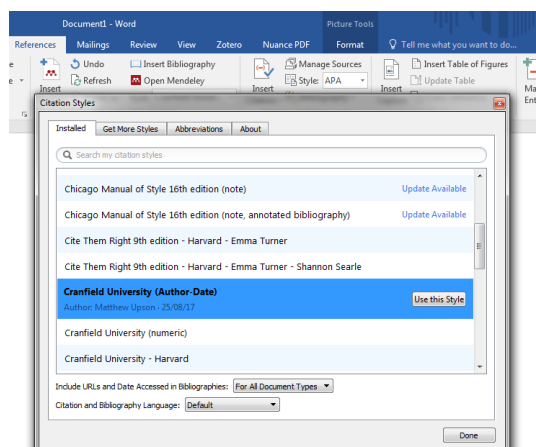 Document1 - Word
Picture Tools
References Mailings Review View Zotero Nuance PDF Format Tell me what you want to do...
Undo Insert Bibliography Manage Sources Insert Table of Figures
Refresh Open Mendeley Style: APA Update Table
Insert Insert Insert Ma
Ent
Citation Styles
Installed Get More Styles Abbreviations About
Search my citation styles
Chicago Manual of Style 16th edition (note) Update Available
Chicago Manual of Style 16th edition (note, annotated bibliography) Update Available
Cite Them Right 9th edition - Harvard - Emma Turner
Cite Them Right 9th edition - Harvard - Emma Turner - Shannon Searle
Cranfield University (Author-Date)
Author: Matthew Upson - 25/08/17
Use this Style
Cranfield University (numeric)
Cranfield University - Harvard
Include URLs and Date Accessed in Bibliographies: For All Document Types
Citation and Bibliography Language: Default
Done